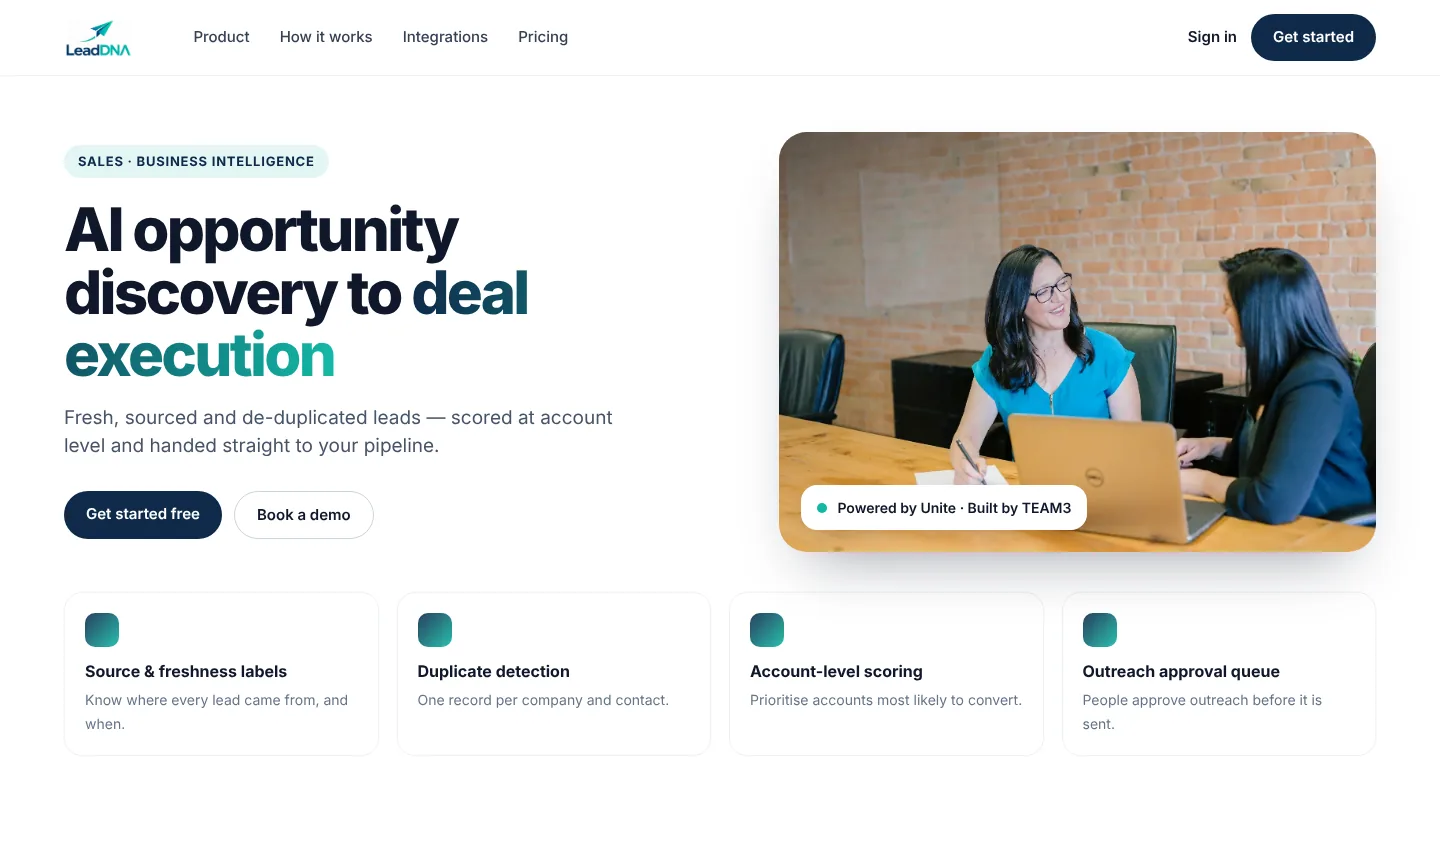 LeadDNA
Product
How it works
Integrations
Pricing
Sign in
Get started
SALES · BUSINESS INTELLIGENCE
AI opportunity
discovery to deal
execution
Fresh, sourced and de-duplicated leads — scored at account
level and handed straight to your pipeline.
Get started free
Book a demo
DELL
Powered by Unite · Built by TEAM3
Source & freshness labels
Know where every lead came from, and
when.
Duplicate detection
One record per company and contact.
Account-level scoring
Prioritise accounts most likely to convert.
Outreach approval queue
People approve outreach before it is
sent.